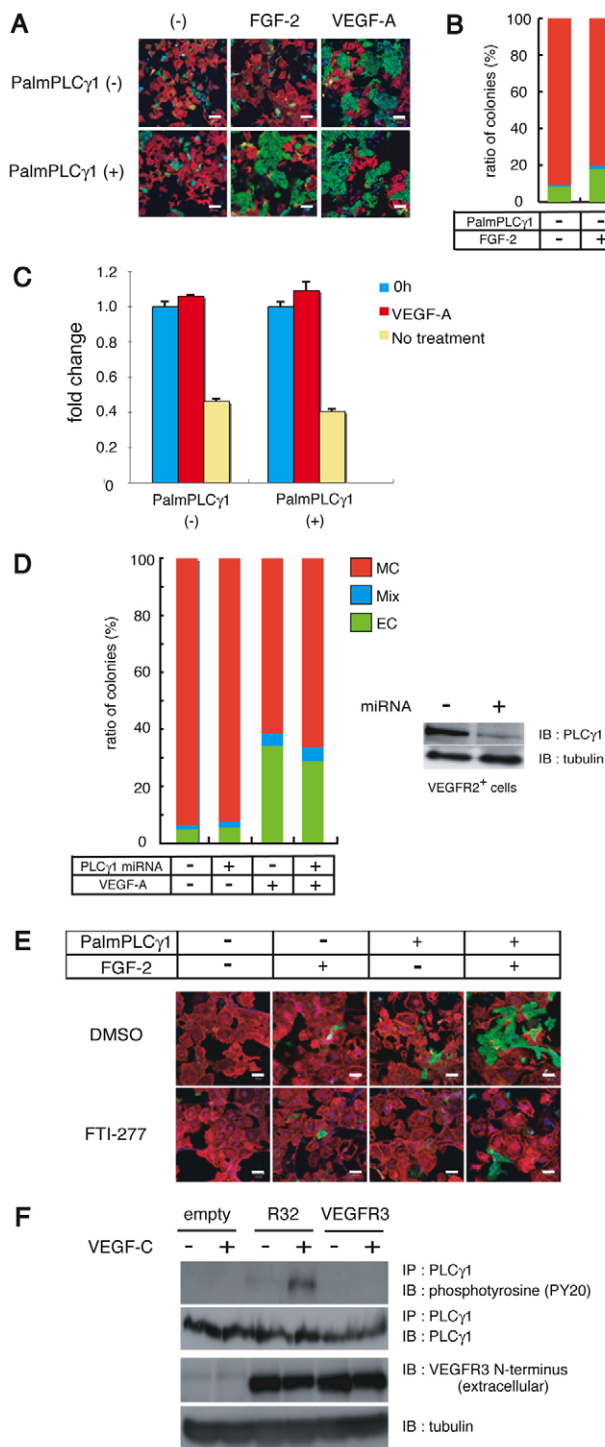 A
(-) FGF-2 VEGF-A
PalmPLCγ1 (-)
PalmPLCγ1 (+)
B
ratio of colonies (%)
100
80
60
40
20
0
PalmPLCγ1 - -
FGF-2 - +
C
fold change
1.2
1.0
0.8
0.6
0.4
0.2
0
0h
VEGF-A
No treatment
PalmPLCγ1 PalmPLCγ1
(-) (+)
D
ratio of colonies (%)
100
80
60
40
20
0
MC
Mix
EC
PLCγ1 miRNA - + - +
VEGF-A - - + +
miRNA - +
IB : PLCγ1
IB : tubulin
VEGFR2+ cells
E
PalmPLCγ1 - - + +
FGF-2 - + - +
DMSO
FTI-277
F
empty R32 VEGFR3
VEGF-C - + - + - +
IP : PLCγ1
IB : phosphotyrosine (PY20)
IP : PLCγ1
IB : PLCγ1
IB : VEGFR3 N-terminus
(extracellular)
IB : tubulin